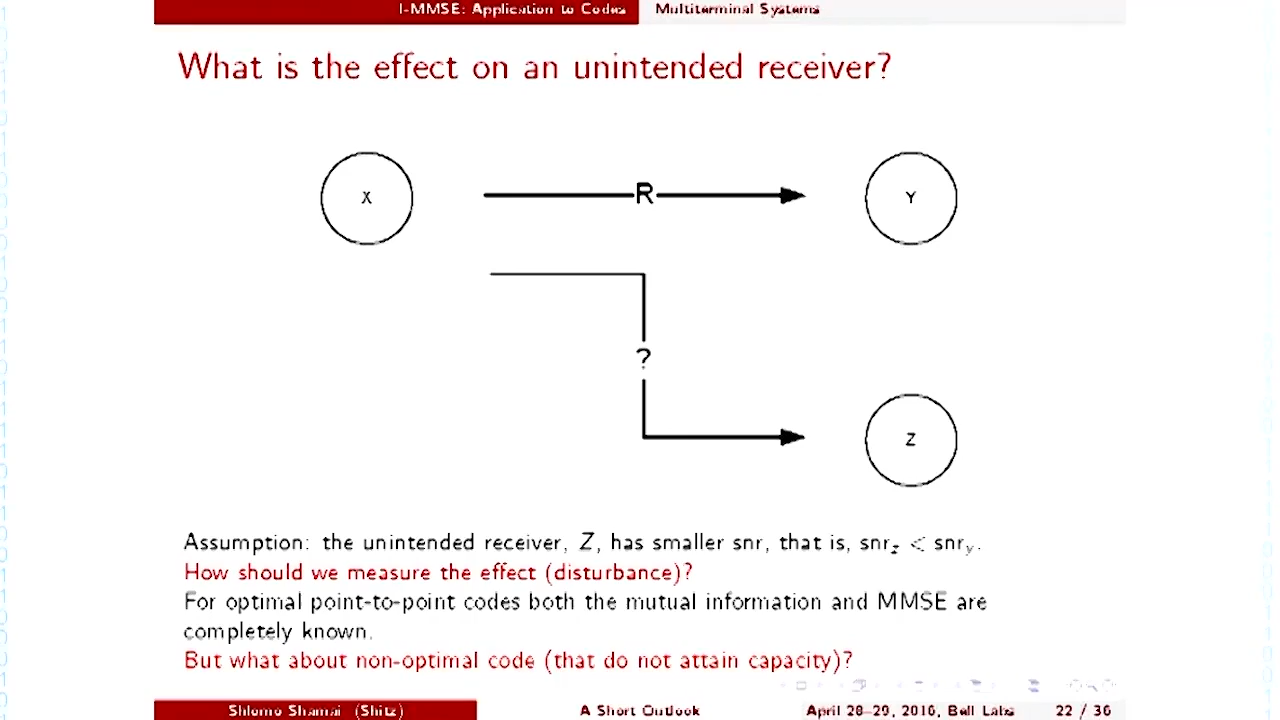 I-MMSE: Application to Codes Multiterminal Systems
What is the effect on an unintended receiver?
X R Y
?
Z
Assumption: the unintended receiver, Z, has smaller snr, that is, snr_z < snr_y.
How should we measure the effect (disturbance)?
For optimal point-to-point codes both the mutual information and MMSE are
completely known.
But what about non-optimal code (that do not attain capacity)?
Shlomo Shamai (Shitz) A Short Outlook April 28–29, 2016, Bell Labs 22 / 36